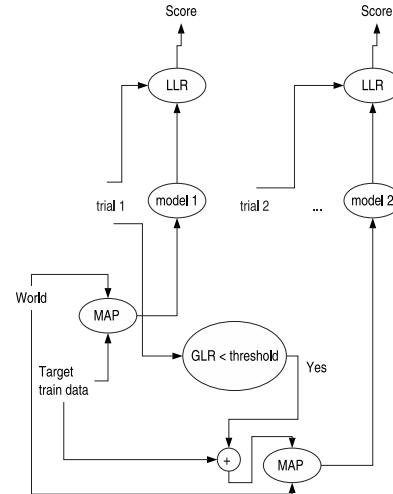 Score
Score
LLR
LLR
trial 1
model 1
trial 2
...
model 2
World
MAP
GLR < threshold
Yes
Target
train data
+
MAP